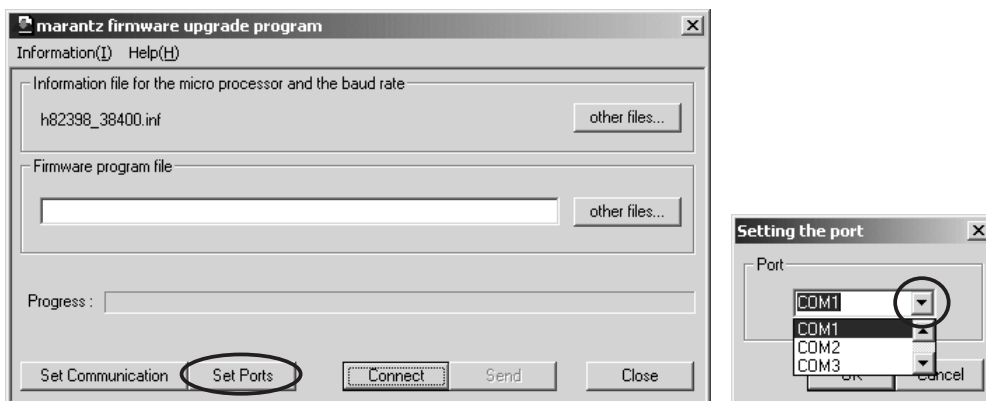 marantz firmware upgrade program
Information(I) Help(H)
Information file for the micro processor and the baud rate
h82398_38400.inf
other files...
Firmware program file
other files...
Progress :
Set Communication
Set Ports
Connect
Send
Close
Setting the port
Port
COM1
COM1
COM2
COM3
OK
Cancel